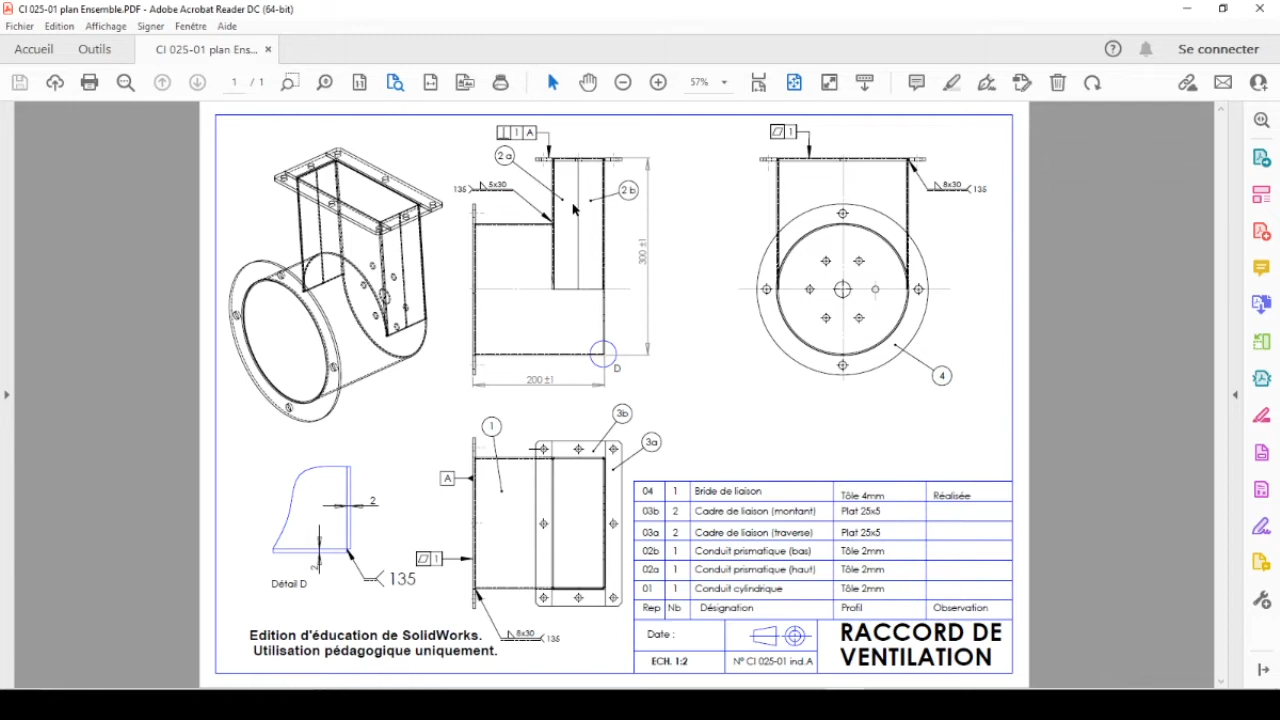 CI 025-01 plan Ensemble.PDF - Adobe Acrobat Reader DC (64-bit)
Fichier Edition Affichage Signer Fenêtre Aide
Accueil Outils CI 025-01 plan Ens... × Se connecter
1 / 1 57%
1 A
1
2 a
2 b
135 5x30
8x30 135
300 ±1
200 ±1
D
4
1
3b
3a
A
1
8x30 135
2
2
135
Détail D
04 1 Bride de liaison Tôle 4mm Réalisée
03b 2 Cadre de liaison (montant) Plat 25x5
03a 2 Cadre de liaison (traverse) Plat 25x5
02b 1 Conduit prismatique (bas) Tôle 2mm
02a 1 Conduit prismatique (haut) Tôle 2mm
01 1 Conduit cylindrique Tôle 2mm
Rep Nb Désignation Profil Observation
Date :
ECH. 1:2
N° CI 025-01 ind.A
RACCORD DE
VENTILATION
Edition d'éducation de SolidWorks.
Utilisation pédagogique uniquement.